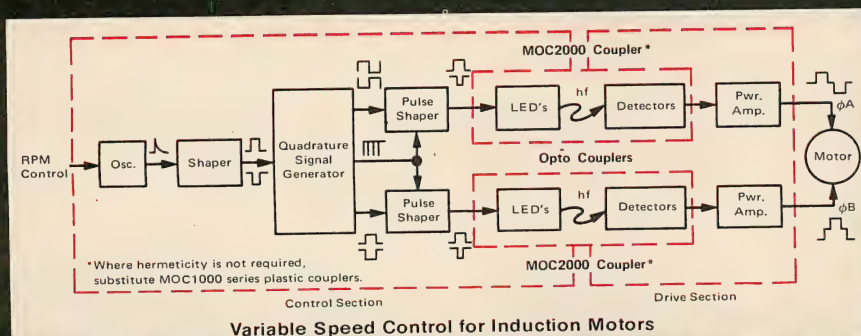 MOC2000 Coupler*
RPM
Control
Osc.
Shaper
Quadrature
Signal
Generator
Pulse
Shaper
LED's
hf
Detectors
Pwr.
Amp.
ϕA
Opto Couplers
Motor
Pulse
Shaper
LED's
hf
Detectors
Pwr.
Amp.
ϕB
MOC2000 Coupler*
*Where hermeticity is not required,
substitute MOC1000 series plastic couplers.
Control Section
Drive Section
Variable Speed Control for Induction Motors